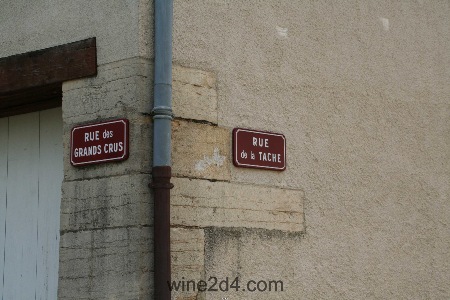 RUE des
GRANDS CRUS
RUE
de la TACHE
wine2d4.com